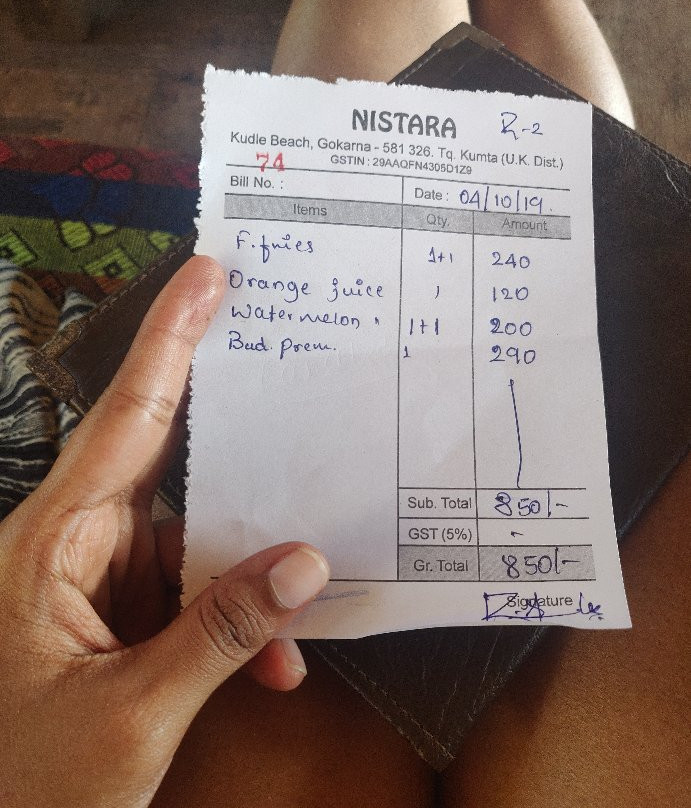 NISTARA R-2
Kudle Beach, Gokarna - 581 326. Tq. Kumta (U.K. Dist.)
GSTIN : 29AAQFN4305D1Z9
74
Bill No. : Date : 04/10/19.
Items Qty. Amount
F. fries 1+1 240
Orange juice 1 120
Watermelon " 1+1 200
Bud. Prem. 1 290
Sub. Total 850/-
GST (5%) -
Gr. Total 850/-
Signature